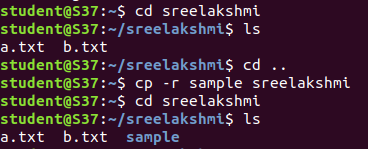 student@S37:~$ cd sreelakshmi
student@S37:~/sreelakshmi$ ls
a.txt  b.txt
student@S37:~/sreelakshmi$ cd ..
student@S37:~$ cp -r sample sreelakshmi
student@S37:~$ cd sreelakshmi
student@S37:~/sreelakshmi$ ls
a.txt  b.txt  sample